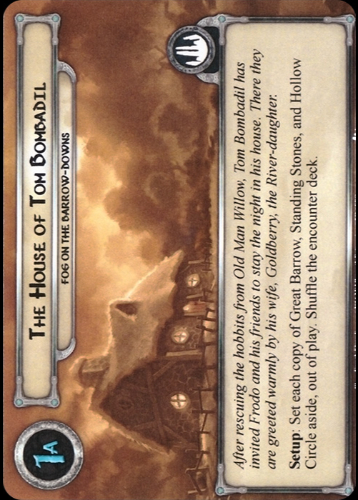 1A
The House of Tom Bombadil
Fog on the Barrow-downs
After rescuing the hobbits from Old Man Willow, Tom Bombadil has
invited Frodo and his friends to stay the night in his house. There they
are greeted warmly by his wife, Goldberry, the River-daughter.
Setup: Set each copy of Great Barrow, Standing Stones, and Hollow
Circle aside, out of play. Shuffle the encounter deck.